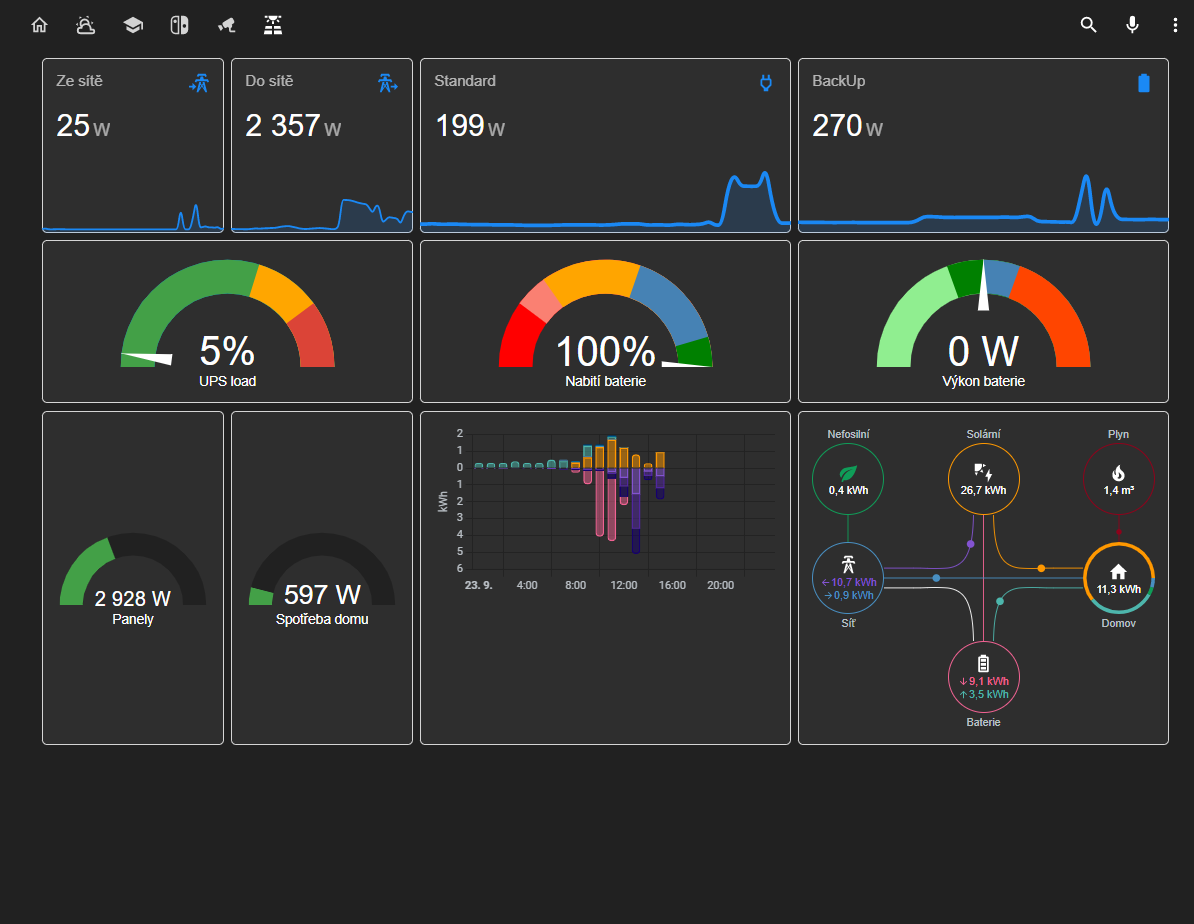 Ze sítě
25 W
Do sítě
2 357 W
Standard
199 W
BackUp
270 W
5%
UPS load
100%
Nabití baterie
0 W
Výkon baterie
2 928 W
Panely
597 W
Spotřeba domu
kWh
2
1
0
1
2
3
4
5
6
23. 9.
4:00
8:00
12:00
16:00
20:00
Nefosilní
Solární
Plyn
0,4 kWh
26,7 kWh
1,4 m³
←10,7 kWh
→0,9 kWh
11,3 kWh
Síť
Domov
↓9,1 kWh
↑3,5 kWh
Baterie